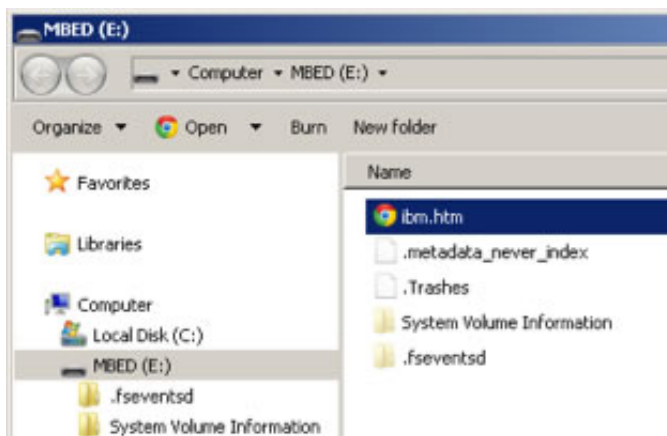 MBED (E:)
Computer MBED (E:)
Organize Open Burn New folder
Favorites
Libraries
Computer
Local Disk (C:)
MBED (E:)
.fseventsd
System Volume Information
Name
ibm.htm
.metadata_never_index
.Trashes
System Volume Information
.fseventsd